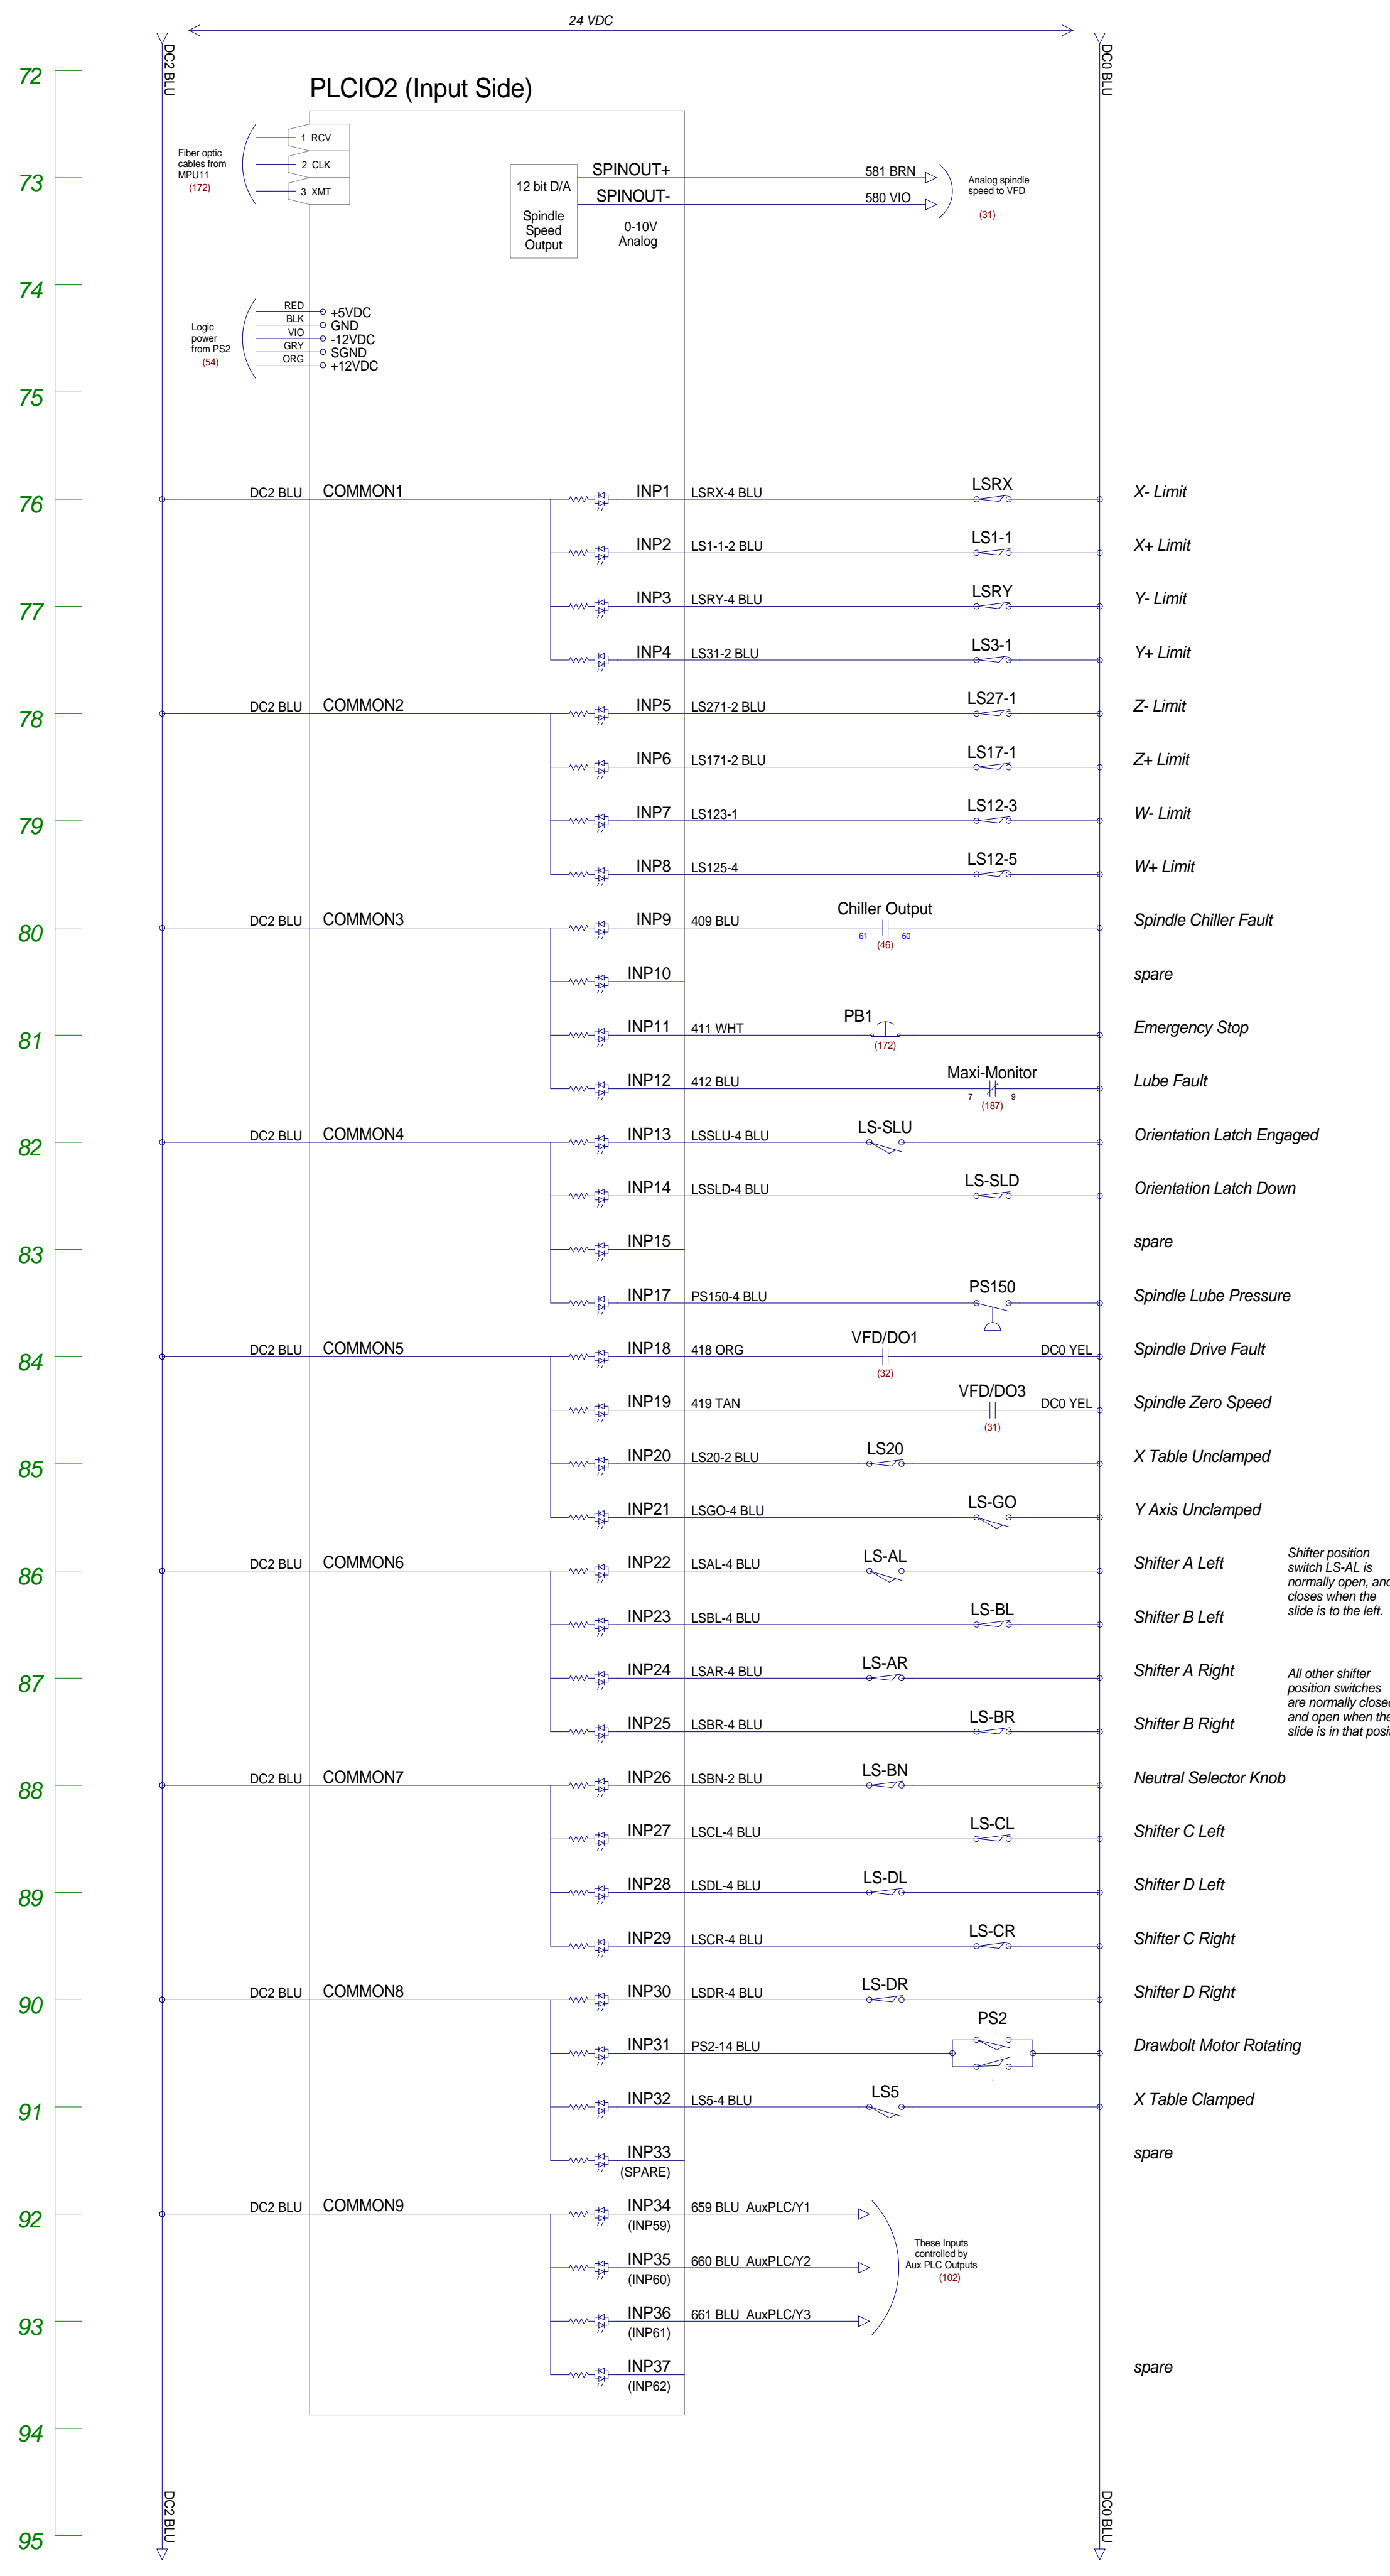 24 VDC
DC2 BLU
DC0 BLU
72
PLCIO2 (Input Side)
Fiber optic
cables from
MPU11
(172)
1 RCV
2 CLK
3 XMT
73
12 bit D/A
Spindle
Speed
Output
SPINOUT+
SPINOUT-
0-10V
Analog
581 BRN
580 VIO
Analog spindle
speed to VFD
(31)
74
Logic
power
from PS2
(54)
RED +5VDC
BLK GND
VIO -12VDC
GRY SGND
ORG +12VDC
75
76 DC2 BLU COMMON1 INP1 LSRX-4 BLU LSRX X- Limit
INP2 LS1-1-2 BLU LS1-1 X+ Limit
77 INP3 LSRY-4 BLU LSRY Y- Limit
INP4 LS31-2 BLU LS3-1 Y+ Limit
78 DC2 BLU COMMON2 INP5 LS271-2 BLU LS27-1 Z- Limit
INP6 LS171-2 BLU LS17-1 Z+ Limit
79 INP7 LS123-1 LS12-3 W- Limit
INP8 LS125-4 LS12-5 W+ Limit
80 DC2 BLU COMMON3 INP9 409 BLU Chiller Output Spindle Chiller Fault
61 (46) 60
INP10 spare
81 INP11 411 WHT PB1 Emergency Stop
(172)
INP12 412 BLU Maxi-Monitor Lube Fault
7 (187) 9
82 DC2 BLU COMMON4 INP13 LSSLU-4 BLU LS-SLU Orientation Latch Engaged
INP14 LSSLD-4 BLU LS-SLD Orientation Latch Down
83 INP15 spare
INP17 PS150-4 BLU PS150 Spindle Lube Pressure
84 DC2 BLU COMMON5 INP18 418 ORG VFD/DO1 DC0 YEL Spindle Drive Fault
(32)
INP19 419 TAN VFD/DO3 DC0 YEL Spindle Zero Speed
(31)
85 INP20 LS20-2 BLU LS20 X Table Unclamped
INP21 LSGO-4 BLU LS-GO Y Axis Unclamped
86 DC2 BLU COMMON6 INP22 LSAL-4 BLU LS-AL Shifter A Left
Shifter position
switch LS-AL is
normally open, and
closes when the
slide is to the left.
INP23 LSBL-4 BLU LS-BL Shifter B Left
87 INP24 LSAR-4 BLU LS-AR Shifter A Right
All other shifter
position switches
are normally closed
and open when the
slide is in that posit
INP25 LSBR-4 BLU LS-BR Shifter B Right
88 DC2 BLU COMMON7 INP26 LSBN-2 BLU LS-BN Neutral Selector Knob
INP27 LSCL-4 BLU LS-CL Shifter C Left
89 INP28 LSDL-4 BLU LS-DL Shifter D Left
INP29 LSCR-4 BLU LS-CR Shifter C Right
90 DC2 BLU COMMON8 INP30 LSDR-4 BLU LS-DR Shifter D Right
INP31 PS2-14 BLU PS2 Drawbolt Motor Rotating
91 INP32 LS5-4 BLU LS5 X Table Clamped
INP33 spare
(SPARE)
92 DC2 BLU COMMON9 INP34 659 BLU AuxPLC/Y1
(INP59)
INP35 660 BLU AuxPLC/Y2
(INP60)
These Inputs
controlled by
Aux PLC Outputs
(102)
93 INP36 661 BLU AuxPLC/Y3
(INP61)
INP37 spare
(INP62)
94
95
DC2 BLU
DC0 BLU